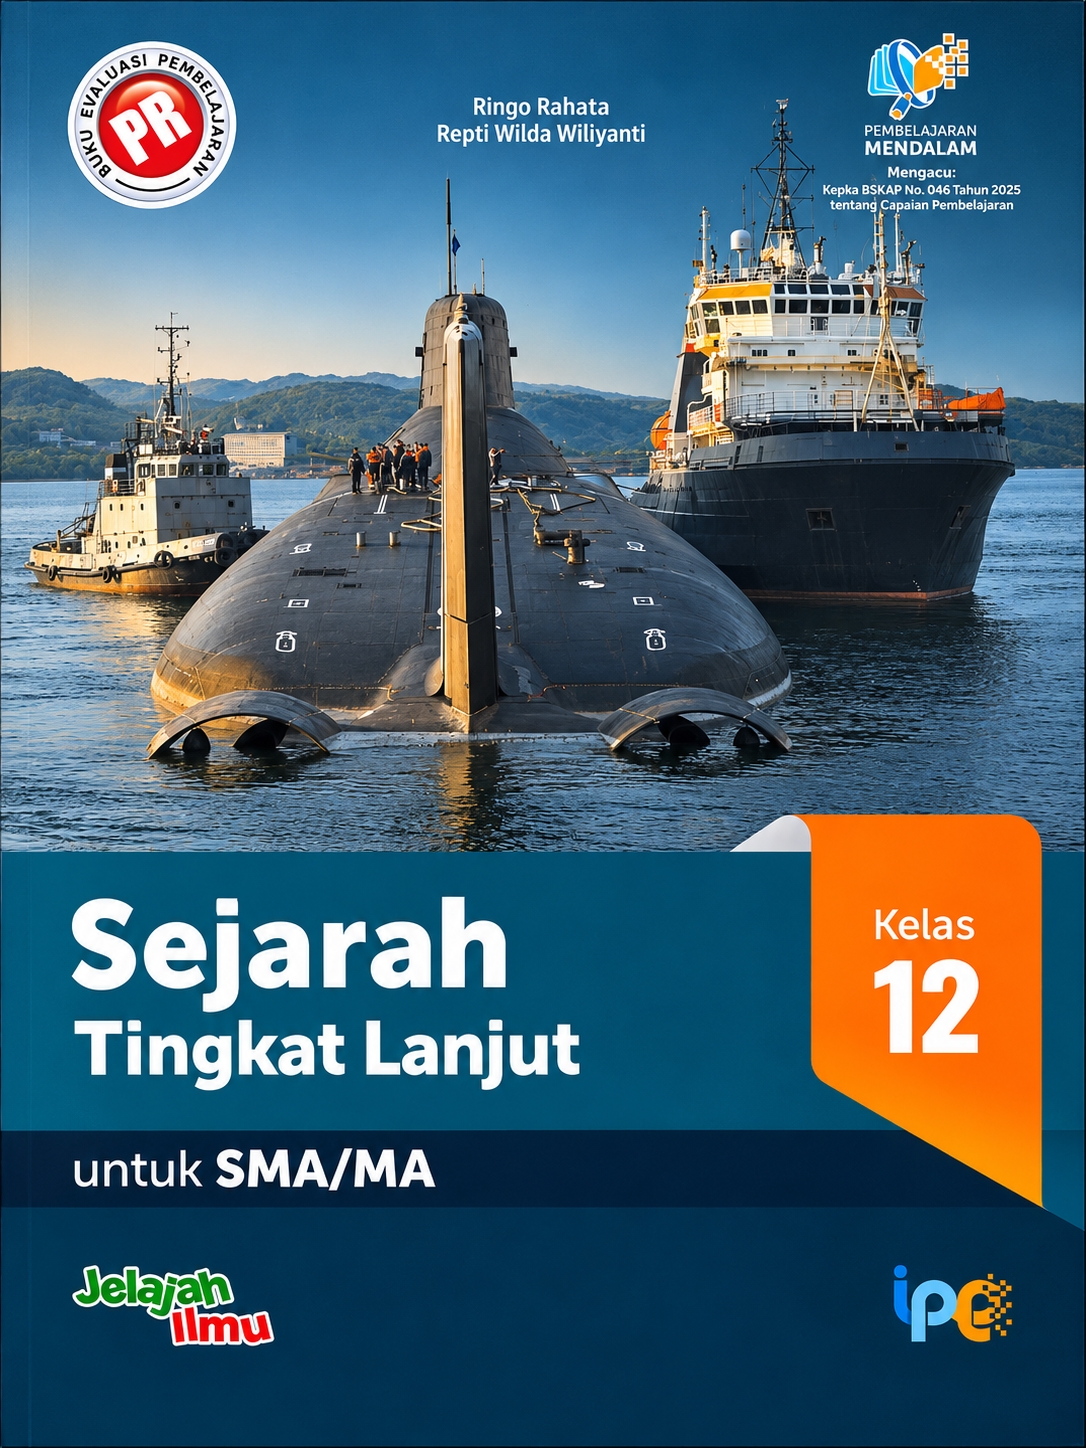 BUKU EVALUASI PEMBELAJARAN
PR
Ringo Rahata
Repti Wilda Wiliyanti
PEMBELAJARAN
MENDALAM
Mengacu:
Kepka BSKAP No. 046 Tahun 2025
tentang Capaian Pembelajaran
Sejarah
Tingkat Lanjut
Kelas
12
untuk SMA/MA
Jelajah
Ilmu
ipc